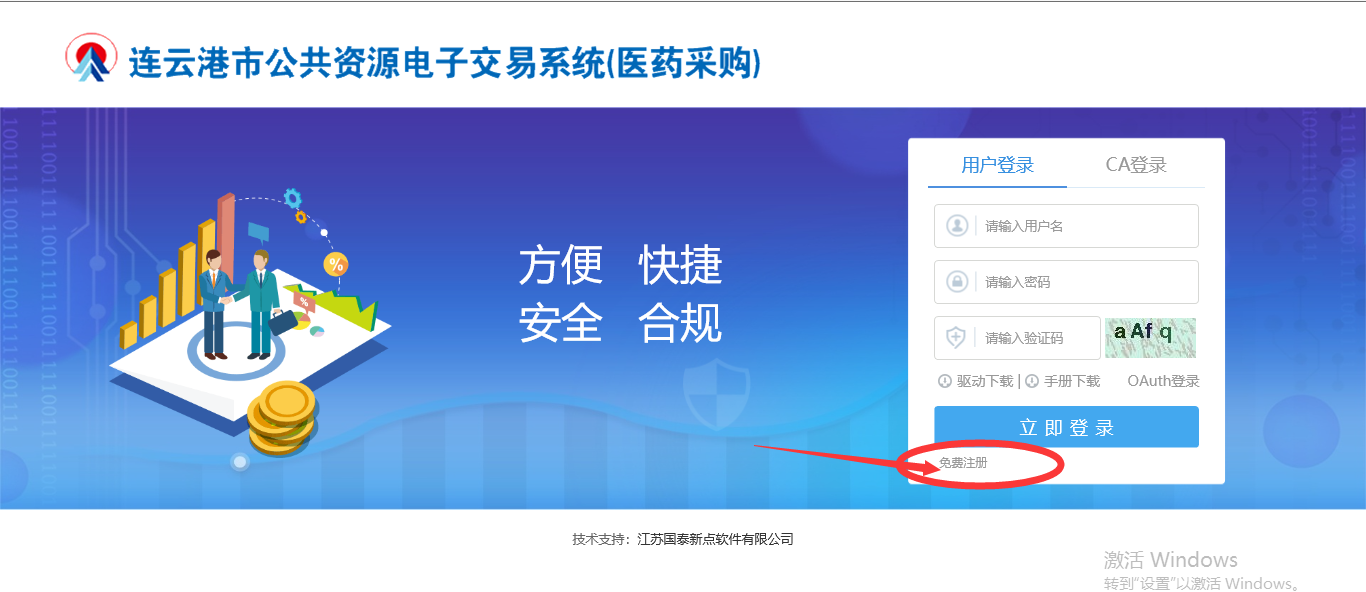 连云港市公共资源电子交易系统(医药采购)
用户登录 CA登录
请输入用户名
方便 快捷
请输入密码
安全 合规
请输入验证码 aAf q
驱动下载 | 手册下载 OAuth登录
立即登录
免费注册
技术支持：江苏国泰新点软件有限公司
激活 Windows
转到"设置"以激活 Windows。
%
%